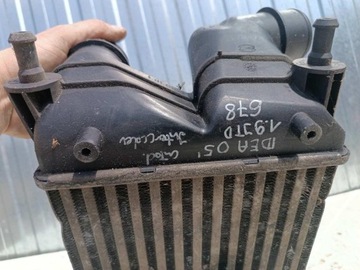 IDEA 05'
1.9JTD
678
Intercooler